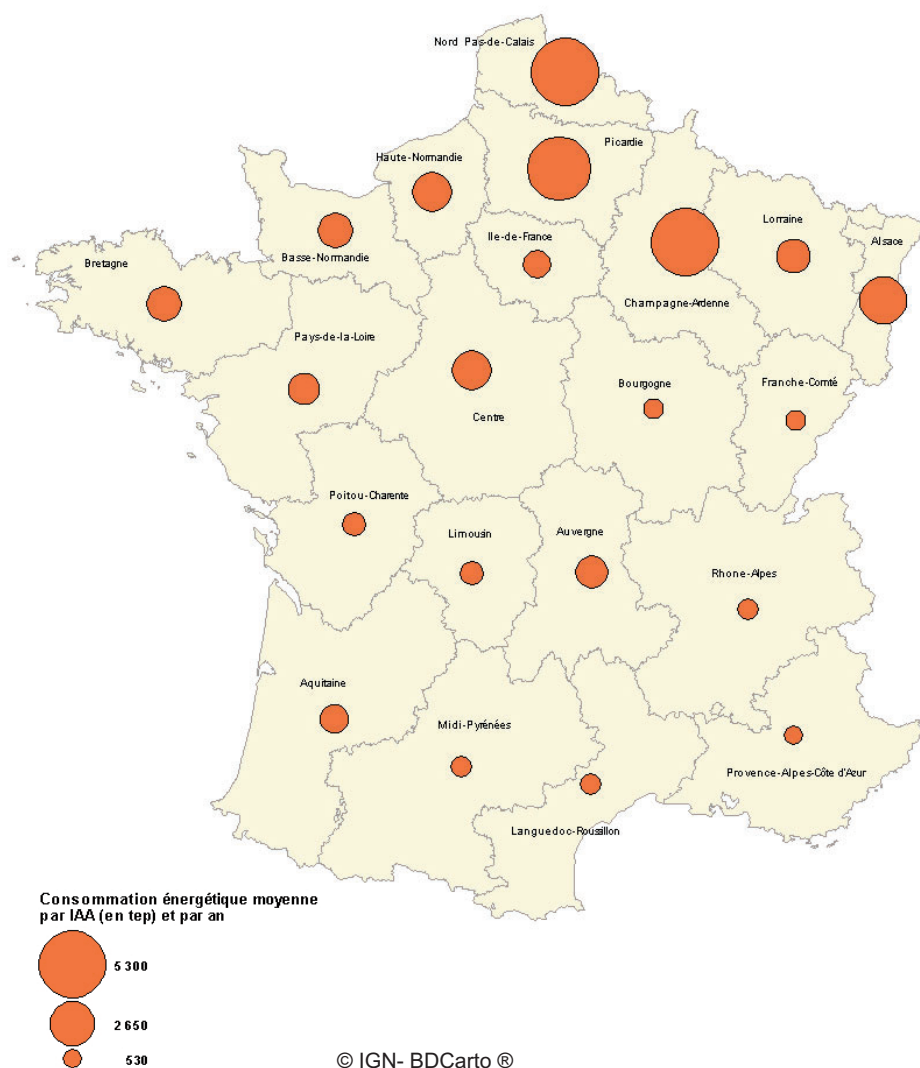 Nord Pas-de-Calais
Picardie
Haute-Normandie
Lorraine
Ile-de-France
Alsace
Basse-Normandie
Bretagne
Champagne-Ardenne
Pays-de-la-Loire
Bourgogne
Franche-Comté
Centre
Poitou-Charente
Limousin
Auvergne
Rhone-Alpes
Aquitaine
Midi-Pyrénées
Provence-Alpes-Côte d'Azur
Languedoc-Roussillon
Consommation énergétique moyenne
par IAA (en tep) et par an
5 300
2 650
530
© IGN- BDCarto ®